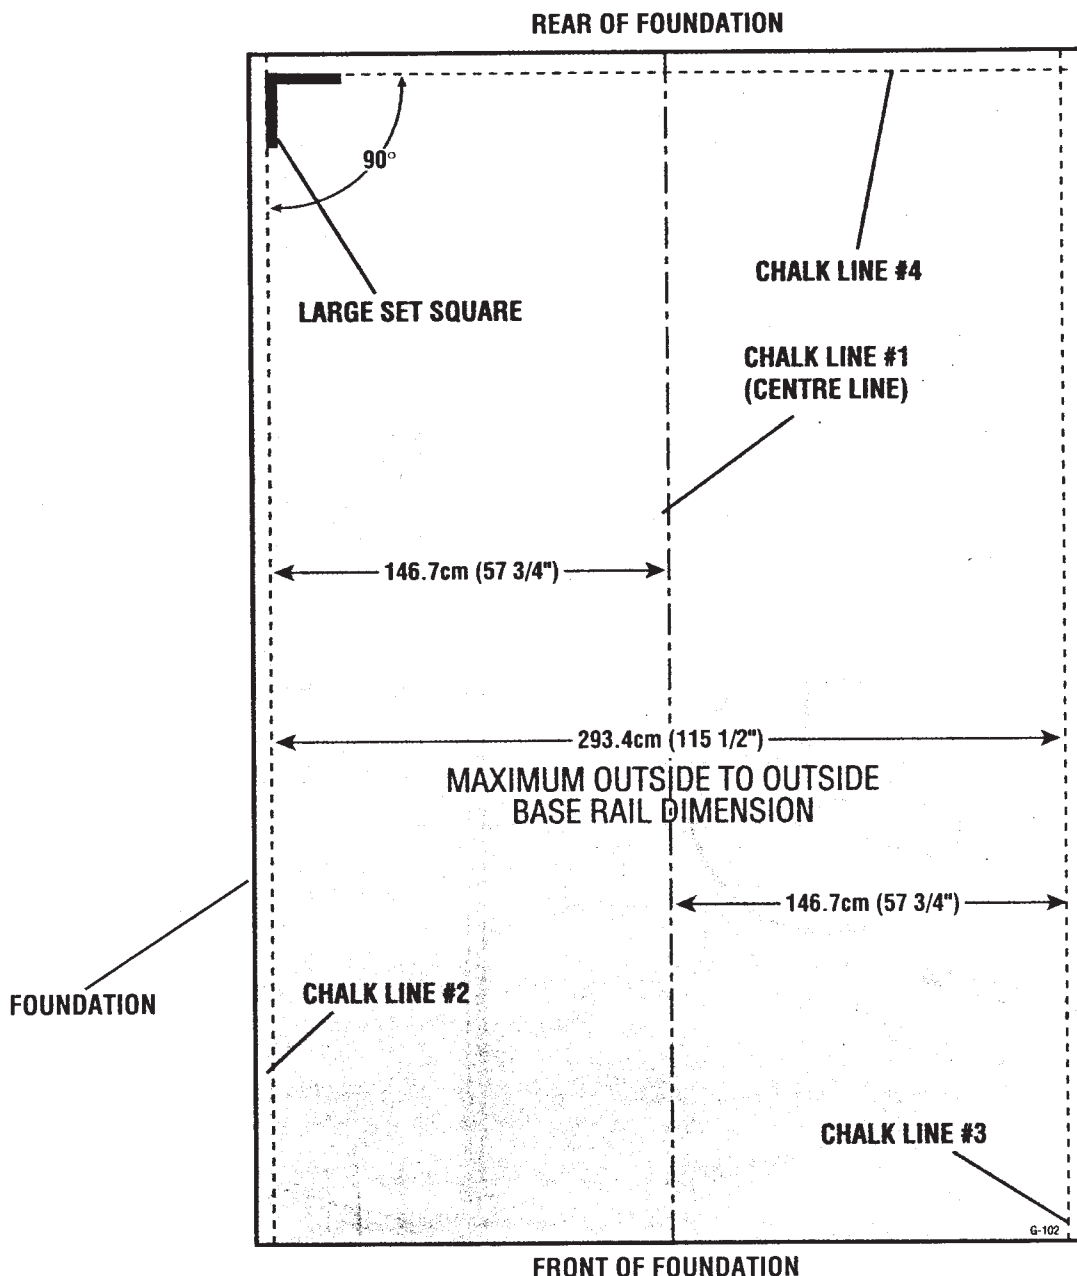 REAR OF FOUNDATION
90°
CHALK LINE #4
LARGE SET SQUARE
CHALK LINE #1
(CENTRE LINE)
146.7cm (57 3/4")
293.4cm (115 1/2")
MAXIMUM OUTSIDE TO OUTSIDE
BASE RAIL DIMENSION
146.7cm (57 3/4")
FOUNDATION
CHALK LINE #2
CHALK LINE #3
G-102
FRONT OF FOUNDATION